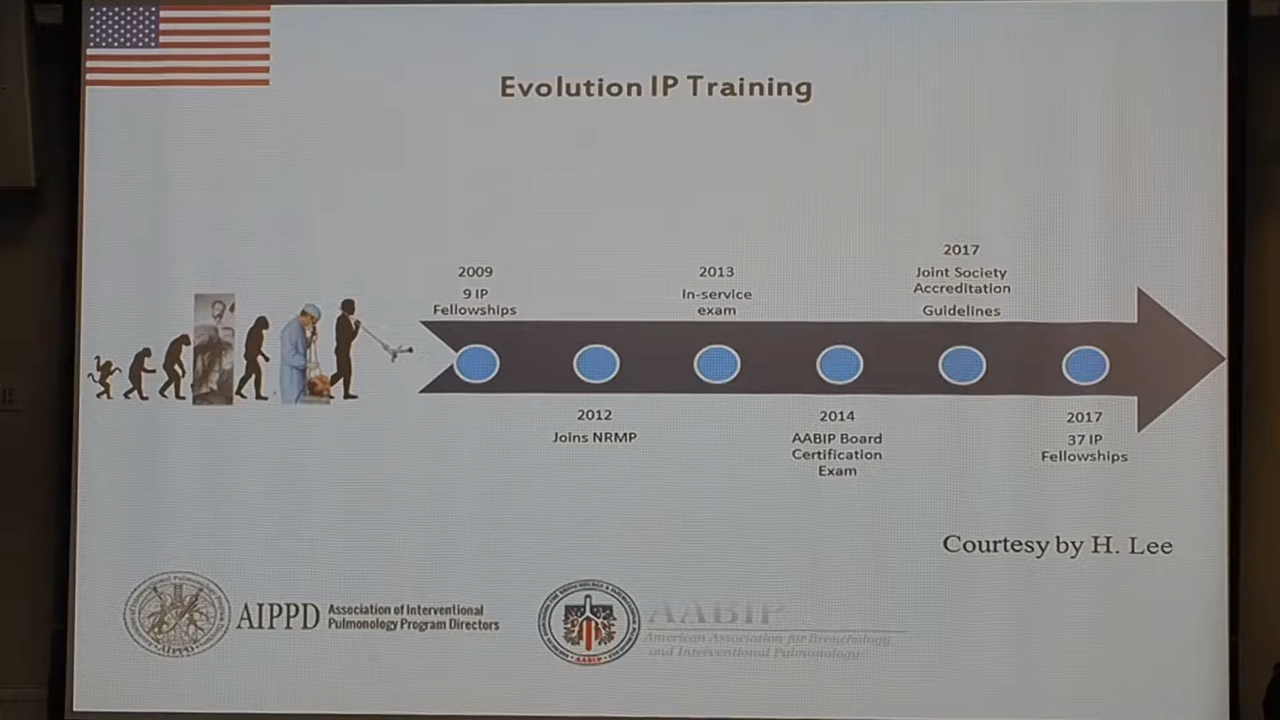 Evolution IP Training
2009
9 IP
Fellowships
2012
Joins NRMP
2013
In-service
exam
2014
AABIP Board
Certification
Exam
2017
Joint Society
Accreditation
Guidelines
2017
37 IP
Fellowships
Courtesy by H. Lee
AIPPD
Association of Interventional
Pulmonology Program Directors
AABIP
AABIP
American Association for Bronchology
and Interventional Pulmonology